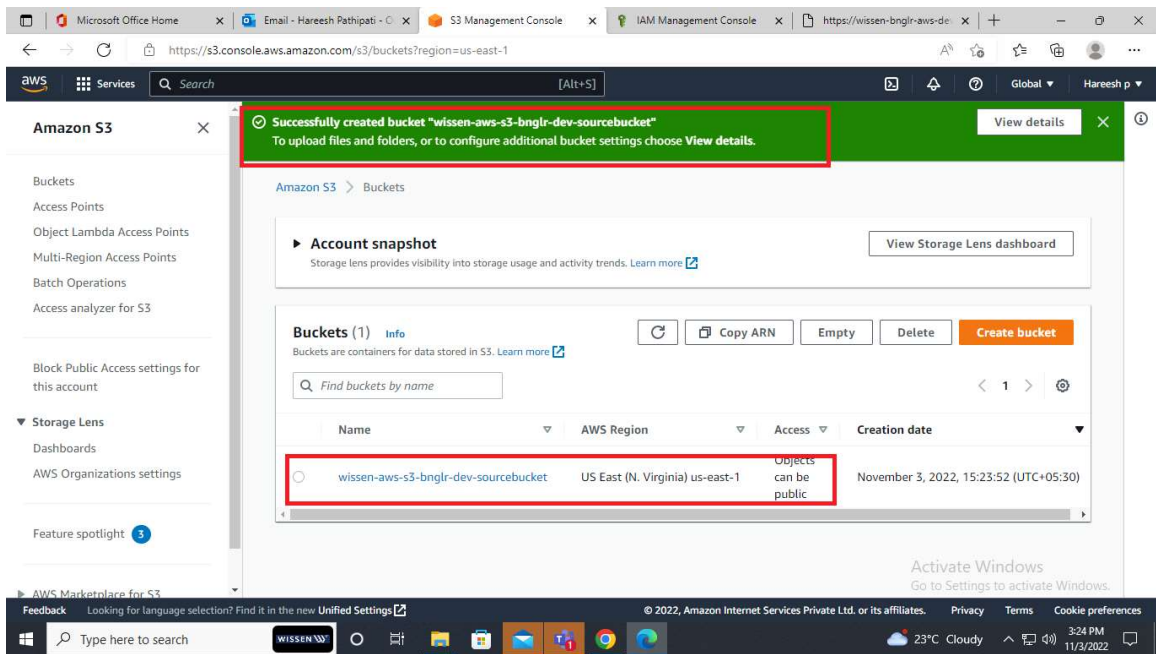 Microsoft Office Home
Email - Hareesh Pathipati - O
S3 Management Console
IAM Management Console
https://wissen-bnglr-aws-de
https://s3.console.aws.amazon.com/s3/buckets?region=us-east-1
aws
Services
Search
[Alt+S]
Global
Hareesh p
Amazon S3
Successfully created bucket "wissen-aws-s3-bnglr-dev-sourcebucket"
To upload files and folders, or to configure additional bucket settings choose View details.
View details
Buckets
Access Points
Object Lambda Access Points
Multi-Region Access Points
Batch Operations
Access analyzer for S3
Block Public Access settings for
this account
Storage Lens
Dashboards
AWS Organizations settings
Feature spotlight 3
AWS Marketplace for S3
Amazon S3 > Buckets
Account snapshot
Storage lens provides visibility into storage usage and activity trends. Learn more
View Storage Lens dashboard
Buckets (1) Info
Buckets are containers for data stored in S3. Learn more
Copy ARN
Empty
Delete
Create bucket
Find buckets by name
1
Name
AWS Region
Access
Creation date
wissen-aws-s3-bnglr-dev-sourcebucket
US East (N. Virginia) us-east-1
Objects
can be
public
November 3, 2022, 15:23:52 (UTC+05:30)
Activate Windows
Go to Settings to activate Windows.
Feedback
Looking for language selection? Find it in the new Unified Settings
© 2022, Amazon Internet Services Private Ltd. or its affiliates.
Privacy
Terms
Cookie preferences
Type here to search
WISSEN
23°C Cloudy
3:24 PM
11/3/2022